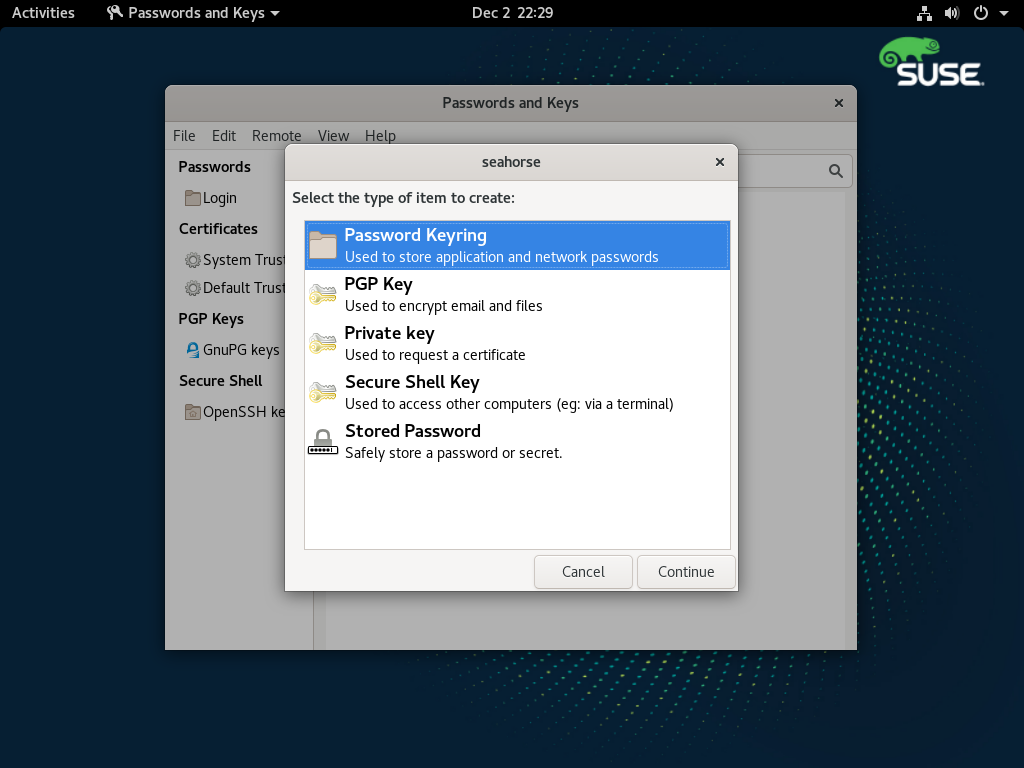 Activities
Passwords and Keys
Dec 2 22:29
SUSE
Passwords and Keys
File Edit Remote View Help
Passwords
Login
Certificates
System Trust
Default Trust
PGP Keys
GnuPG keys
Secure Shell
OpenSSH ke
seahorse
Select the type of item to create:
Password Keyring
Used to store application and network passwords
PGP Key
Used to encrypt email and files
Private key
Used to request a certificate
Secure Shell Key
Used to access other computers (eg: via a terminal)
Stored Password
Safely store a password or secret.
Cancel
Continue